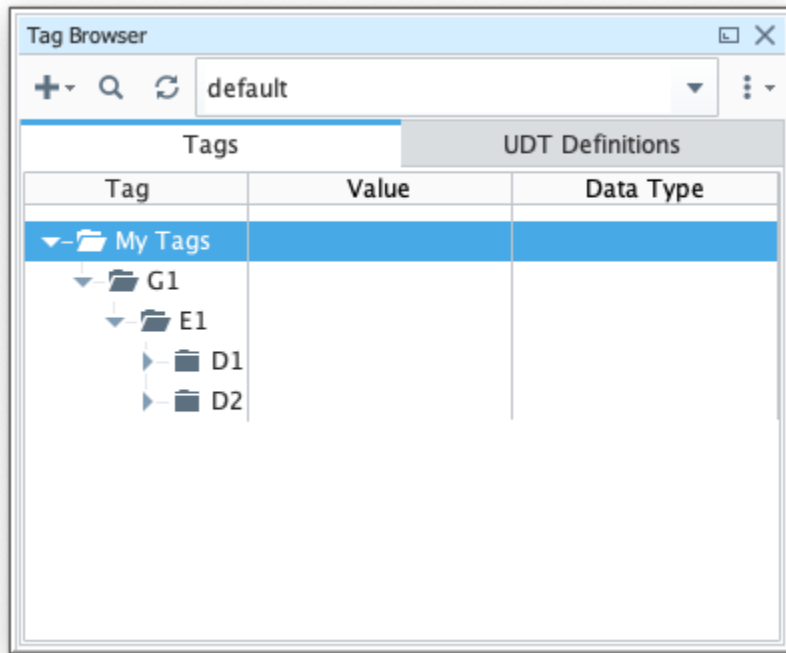 Tag Browser
default
Tags UDT Definitions
Tag Value Data Type
My Tags
G1
E1
D1
D2